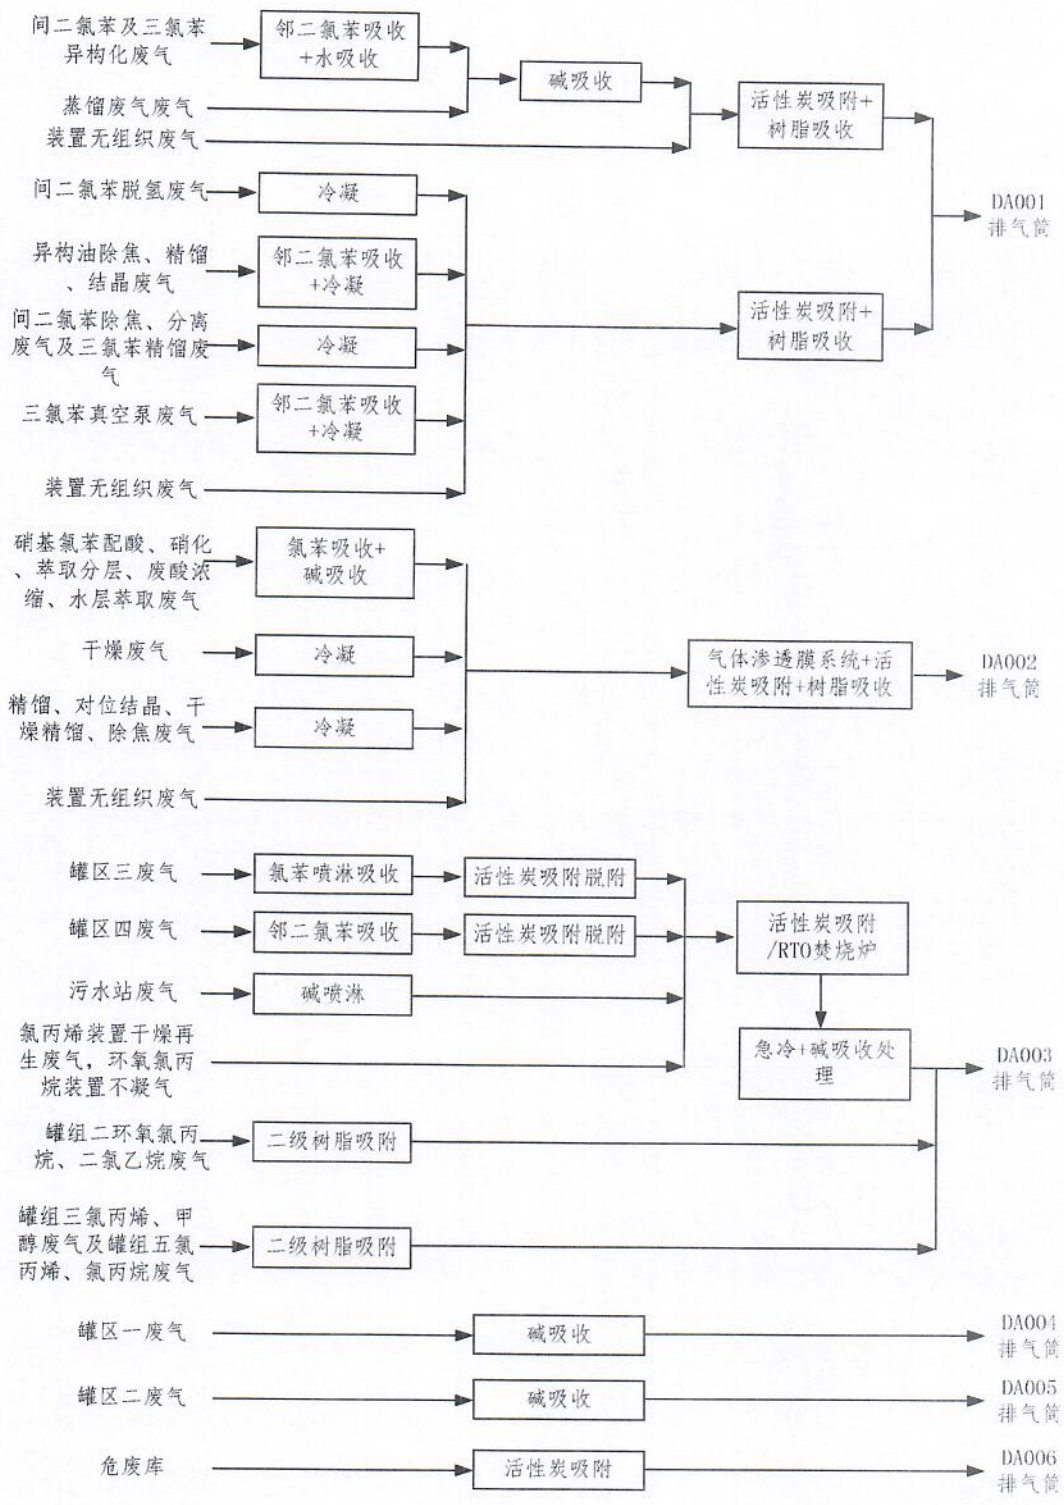 间二氯苯及三氯苯
异构化废气
邻二氯苯吸收
+水吸收
碱吸收
蒸馏废气废气
装置无组织废气
活性炭吸附+
树脂吸收
间二氯苯脱氢废气
冷凝
DA001
排气筒
异构油除焦、精馏
、结晶废气
邻二氯苯吸收
+冷凝
间二氯苯除焦、分离
废气及三氯苯精馏废
气
冷凝
活性炭吸附+
树脂吸收
三氯苯真空泵废气
邻二氯苯吸收
+冷凝
装置无组织废气
硝基氯苯配酸、硝化
、萃取分层、废酸浓
缩、水层萃取废气
氯苯吸收+
碱吸收
干燥废气
冷凝
气体渗透膜系统+活
性炭吸附+树脂吸收
DA002
排气筒
精馏、对位结晶、干
燥精馏、除焦废气
冷凝
装置无组织废气
罐区三废气
氯苯喷淋吸收
活性炭吸附脱附
罐区四废气
邻二氯苯吸收
活性炭吸附脱附
活性炭吸附
/RTO焚烧炉
污水站废气
碱喷淋
氯丙烯装置干燥再
生废气，环氧氯丙
烷装置不凝气
急冷+碱吸收处
理
DA003
排气筒
罐组二环氧氯丙
烷、二氯乙烷废气
二级树脂吸附
罐组三氯丙烯、甲
醇废气及罐组五氯
丙烯、氯丙烷废气
二级树脂吸附
罐区一废气
碱吸收
DA004
排气筒
罐区二废气
碱吸收
DA005
排气筒
危废库
活性炭吸附
DA006
排气筒